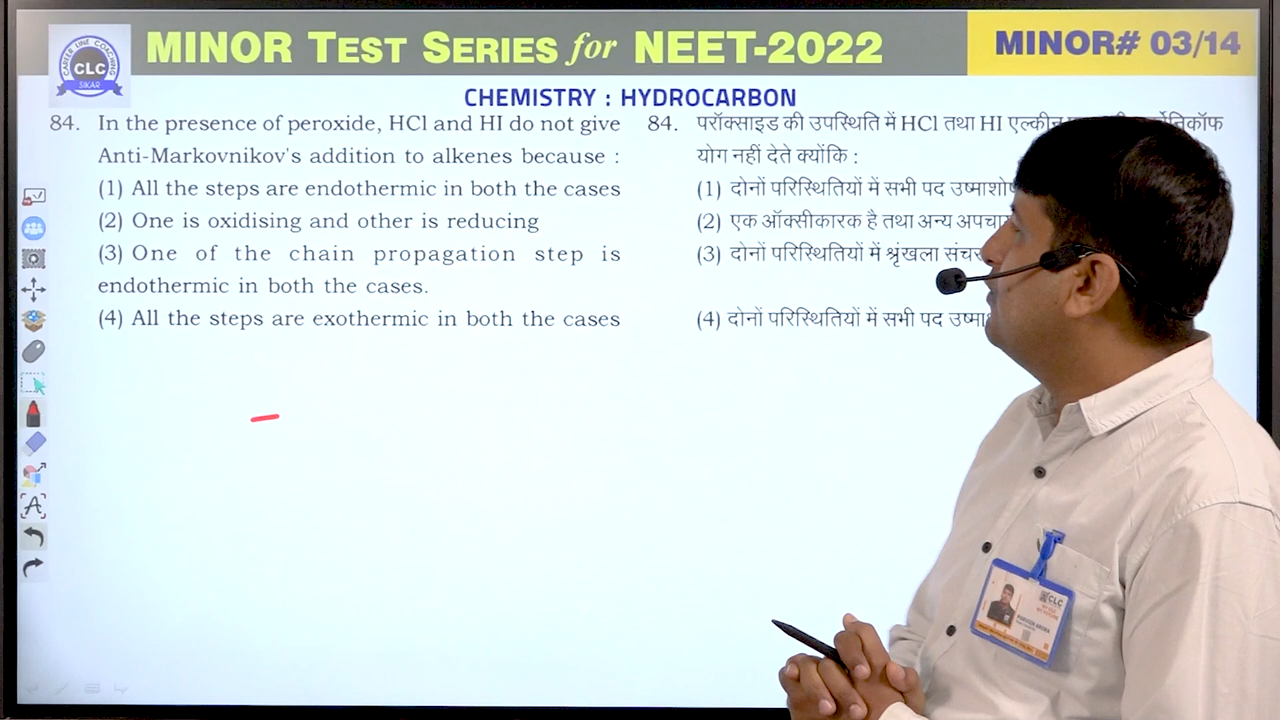 MINOR TEST SERIES for NEET-2022
MINOR# 03/14
CAREER LINE COACHING
CLC
SIKAR
CHEMISTRY : HYDROCARBON
84. In the presence of peroxide, HCl and HI do not give
Anti-Markovnikov's addition to alkenes because :
(1) All the steps are endothermic in both the cases
(2) One is oxidising and other is reducing
(3) One of the chain propagation step is
endothermic in both the cases.
(4) All the steps are exothermic in both the cases
84. परॉक्साइड की उपस्थिति में HCl तथा HI एल्कीन
योग नहीं देते क्योंकि :
(1) दोनों परिस्थितियों में सभी पद
(2) एक ऑक्सीकारक है तथा अन्य
(3) दोनों परिस्थितियों में श्रृंखला
(4) दोनों परिस्थितियों में सभी पद
CLC